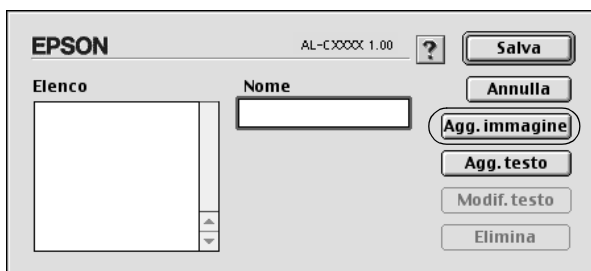 EPSON AL-CXXXX 1.00 ? Salva
Elenco Nome Annulla
Agg. immagine
Agg. testo
Modif. testo
Elimina